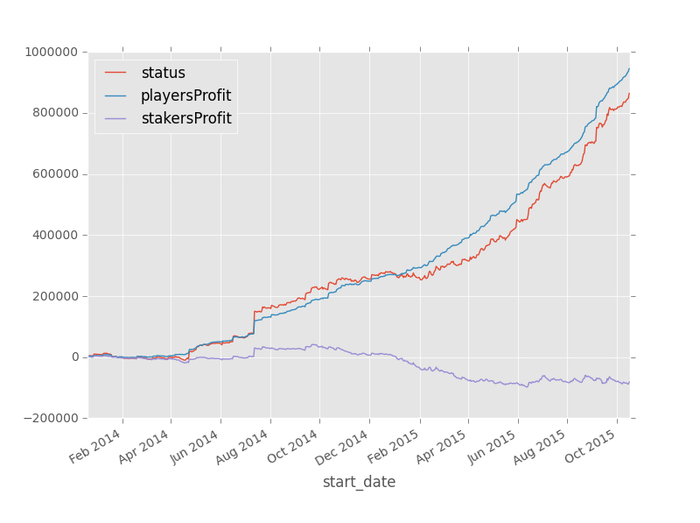 status
playersProfit
stakersProfit
1000000
800000
600000
400000
200000
0
−200000
Feb 2014
Apr 2014
Jun 2014
Aug 2014
Oct 2014
Dec 2014
Feb 2015
Apr 2015
Jun 2015
Aug 2015
Oct 2015
start_date